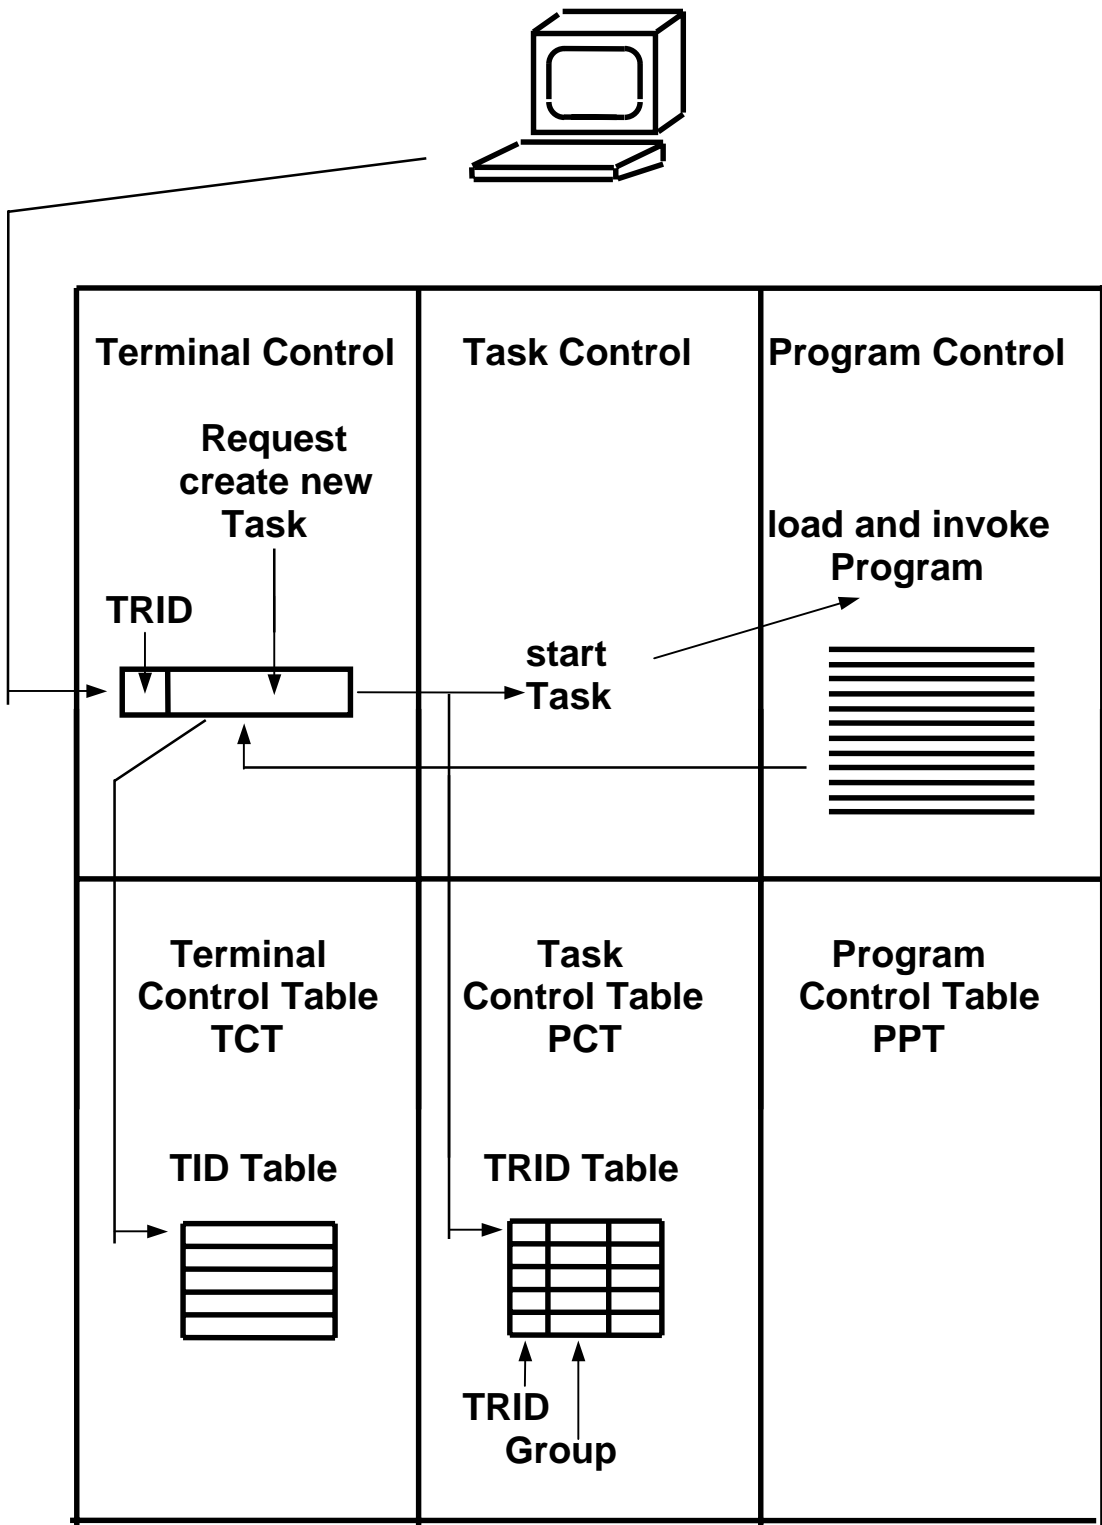 Terminal Control
Task Control
Program Control
Request
create new
Task
load and invoke
Program
TRID
start
Task
Terminal
Control Table
TCT
Task
Control Table
PCT
Program
Control Table
PPT
TID Table
TRID Table
TRID
Group